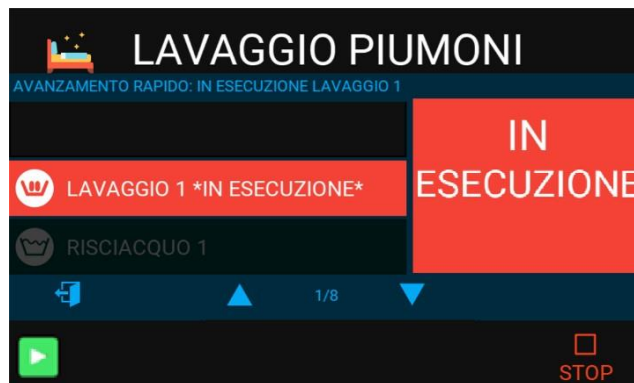 LAVAGGIO PIUMONI
AVANZAMENTO RAPIDO: IN ESECUZIONE LAVAGGIO 1
LAVAGGIO 1 *IN ESECUZIONE*
RISCIACQUO 1
IN
ESECUZIONE
1/8
STOP